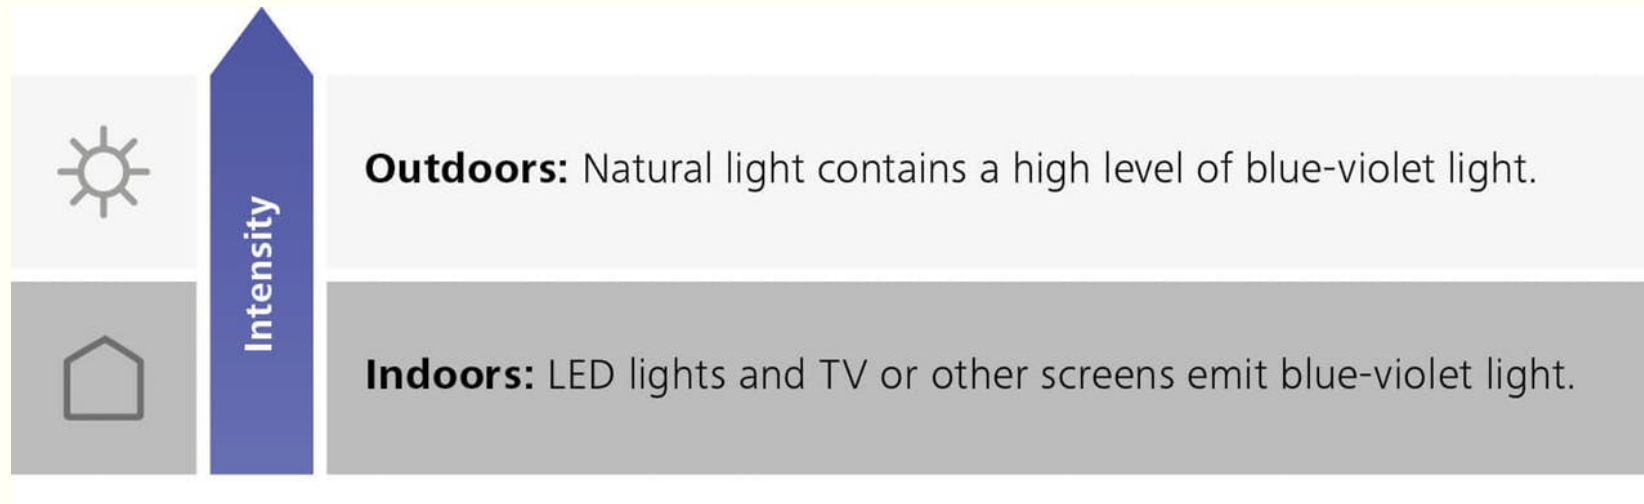 Outdoors: Natural light contains a high level of blue-violet light.
Intensity
Indoors: LED lights and TV or other screens emit blue-violet light.